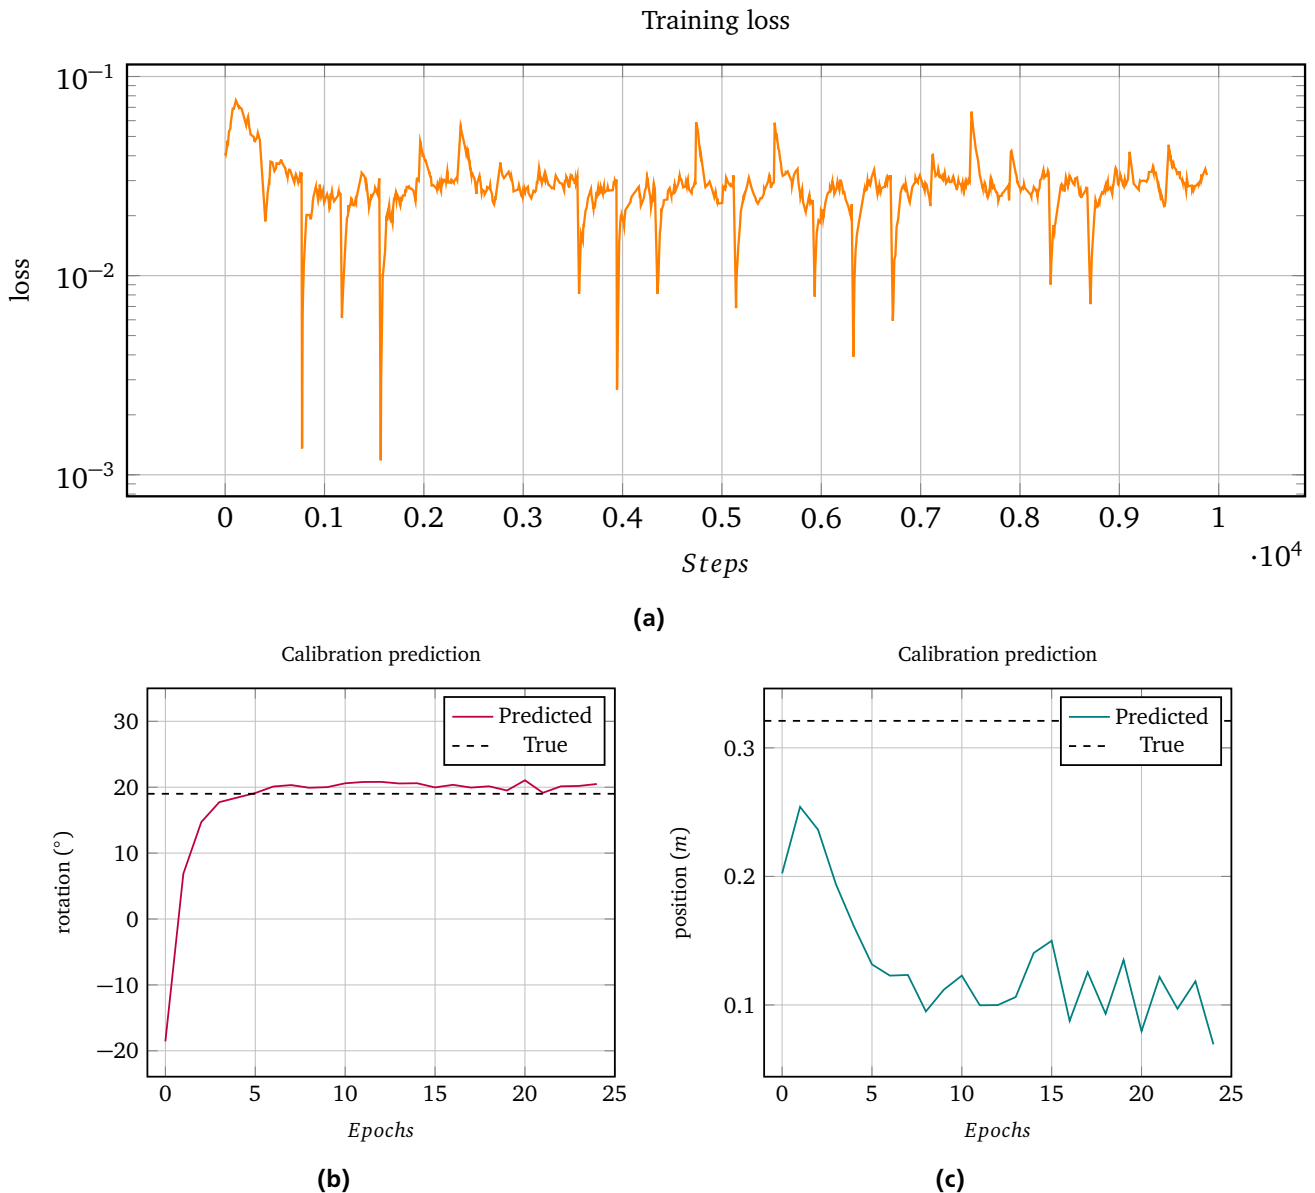 Training loss
10⁻¹
10⁻²
10⁻³
loss
0 0.1 0.2 0.3 0.4 0.5 0.6 0.7 0.8 0.9 1
·10⁴
Steps
(a)
Calibration prediction
30
20
10
0
−10
−20
rotation (°)
Predicted
True
0 5 10 15 20 25
Epochs
(b)
Calibration prediction
0.3
0.2
0.1
position (m)
Predicted
True
0 5 10 15 20 25
Epochs
(c)